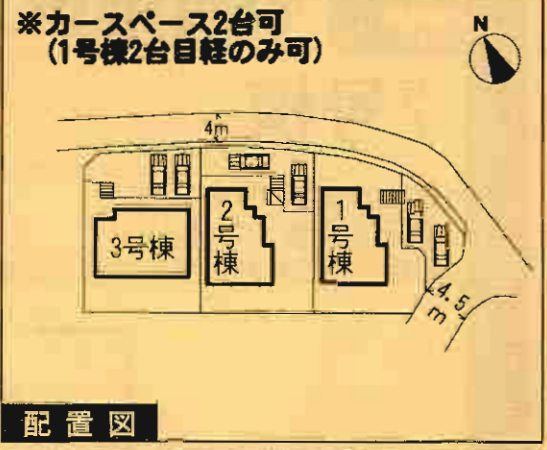 ※カースペース2台可
(1号棟2台目軽のみ可)
N
4m
3号棟
2号棟
1号棟
4.5m
配置図